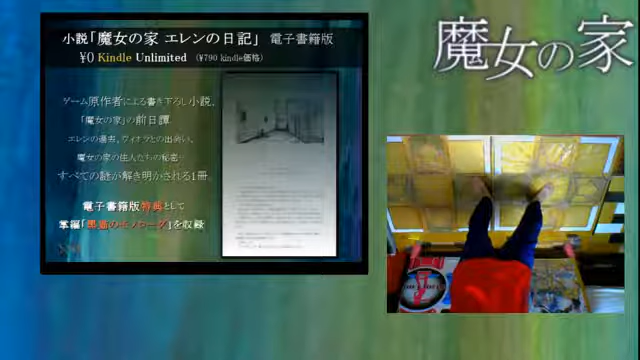 小説「魔女の家 エレンの日記」 電子書籍版
¥0 Kindle Unlimited (¥790 kindle価格)
ゲーム原作者による書き下ろし小説。
「魔女の家」の前日譚
エレンの過去、ヴィオラとの出会い、
魔女の家の住人たちの秘密…
すべての謎が解き明かされる1冊。
電子書籍版特典として
掌編「黒猫のモノローグ」を収録
魔女の家